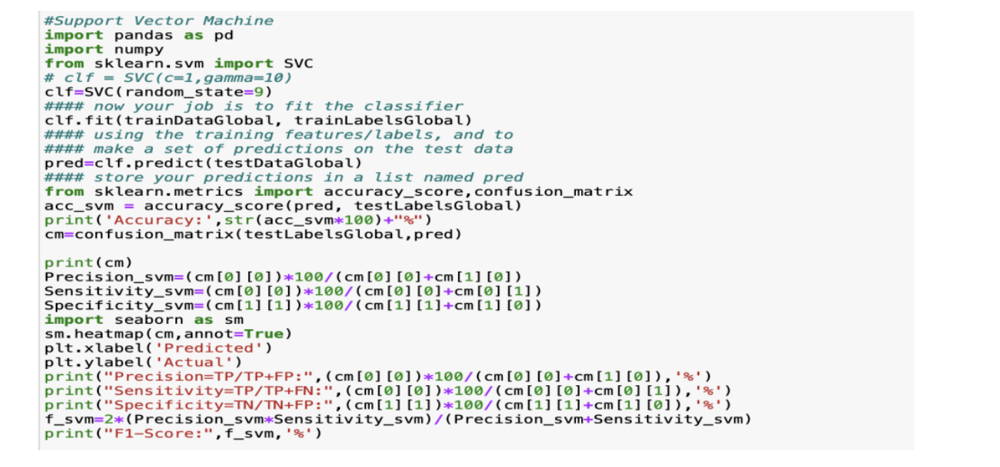 #Support Vector Machine
import pandas as pd
import numpy
from sklearn.svm import SVC
# clf = SVC(c=1,gamma=10)
clf=SVC(random_state=9)
#### now your job is to fit the classifier
clf.fit(trainDataGlobal, trainLabelsGlobal)
#### using the training features/labels, and to
#### make a set of predictions on the test data
pred=clf.predict(testDataGlobal)
#### store your predictions in a list named pred
from sklearn.metrics import accuracy_score,confusion_matrix
acc_svm = accuracy_score(pred, testLabelsGlobal)
print('Accuracy:',str(acc_svm*100)+"%")
cm=confusion_matrix(testLabelsGlobal,pred)
print(cm)
Precision_svm=(cm[0][0])*100/(cm[0][0]+cm[1][0])
Sensitivity_svm=(cm[0][0])*100/(cm[0][0]+cm[0][1])
Specificity_svm=(cm[1][1])*100/(cm[1][1]+cm[1][0])
import seaborn as sm
sm.heatmap(cm,annot=True)
plt.xlabel('Predicted')
plt.ylabel('Actual')
print("Precision=TP/TP+FP:",(cm[0][0])*100/(cm[0][0]+cm[1][0]),'%')
print("Sensitivity=TP/TP+FN:",(cm[0][0])*100/(cm[0][0]+cm[0][1]),'%')
print("Specificity=TN/TN+FP:",(cm[1][1])*100/(cm[1][1]+cm[1][0]),'%')
f_svm=2*(Precision_svm*Sensitivity_svm)/(Precision_svm+Sensitivity_svm)
print("F1-Score:",f_svm,'%')